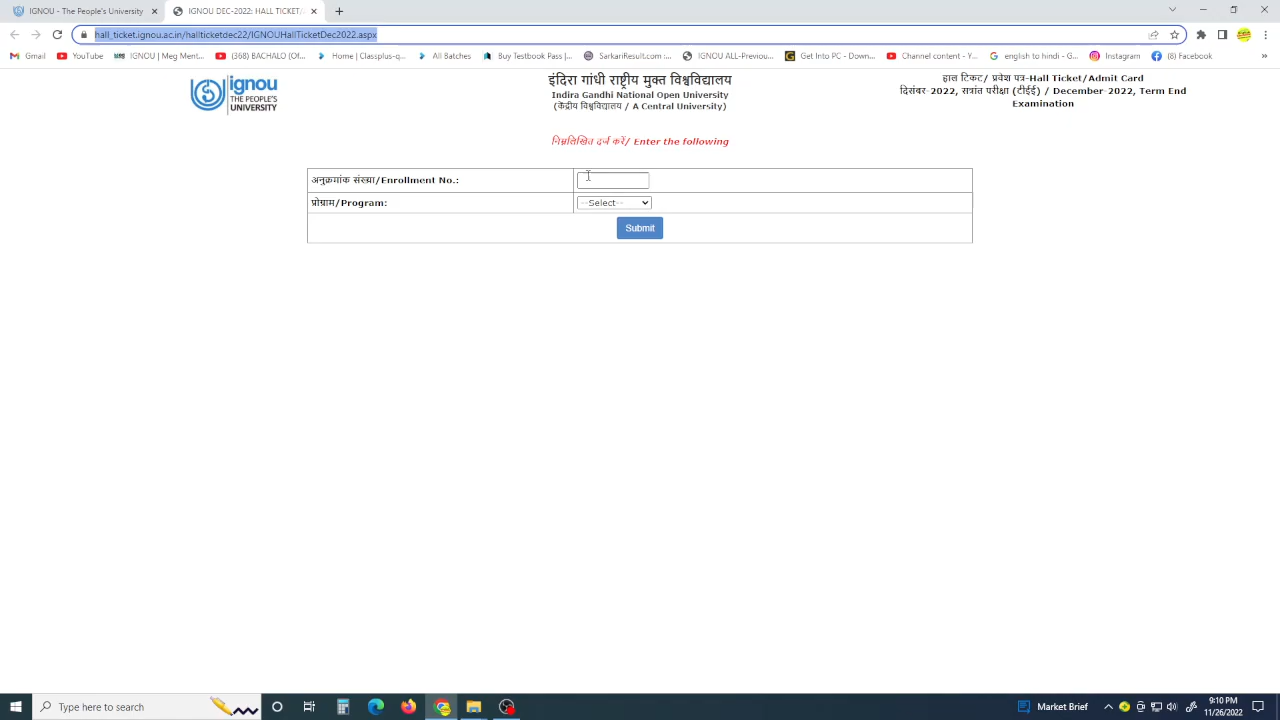 IGNOU - The People's University
IGNOU DEC-2022: HALL TICKET/
hall_ticket.ignou.ac.in/hallticketdec22/IGNOUHallTicketDec2022.aspx
Gmail
YouTube
IGNOU | Meg Ment...
(368) BACHALO (Of...
Home | Classplus-q...
All Batches
Buy Testbook Pass |...
SarkariResult.com :...
IGNOU ALL-Previou...
Get Into PC - Down...
Channel content - Y...
english to hindi - G...
Instagram
(8) Facebook
ignou
THE PEOPLE'S
UNIVERSITY
इंदिरा गांधी राष्ट्रीय मुक्त विश्वविद्यालय
Indira Gandhi National Open University
(केंद्रीय विश्वविद्यालय / A Central University)
हाल टिकट/ प्रवेश पत्र-Hall Ticket/Admit Card
दिसंबर- 2022, सत्रांत परीक्षा (टीईई) / December- 2022, Term End
Examination
निम्नलिखित दर्ज करें/ Enter the following
अनुक्रमांक संख्या/Enrollment No.:
प्रोग्राम/Program:
--Select--
Submit
Type here to search
Market Brief
9:10 PM
11/26/2022